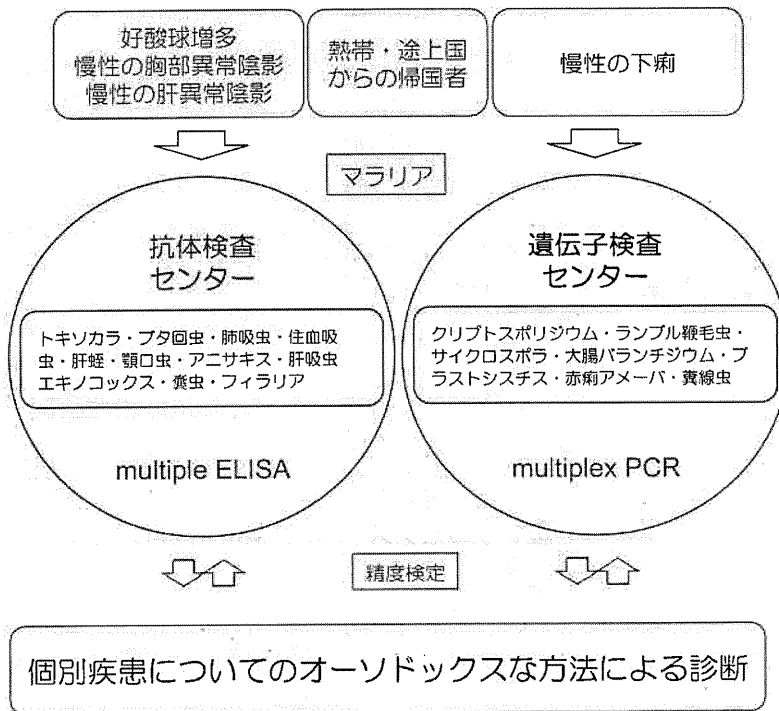 好酸球増多
慢性の胸部異常陰影
慢性の肝異常陰影
熱帯・途上国
からの帰国者
慢性の下痢
マラリア
抗体検査
センター
トキソカラ・ブタ回虫・肺吸虫・住血吸
虫・肝蛭・顎口虫・アニサキス・肝吸虫
エキノコックス・嚢虫・フィラリア
multiple ELISA
遺伝子検査
センター
クリプトスポリジウム・ランブル鞭毛虫・
サイクロスポラ・大腸バランチジウム・ブ
ラストシスチス・赤痢アメーバ・糞線虫
multiplex PCR
精度検定
個別疾患についてのオーソドックスな方法による診断